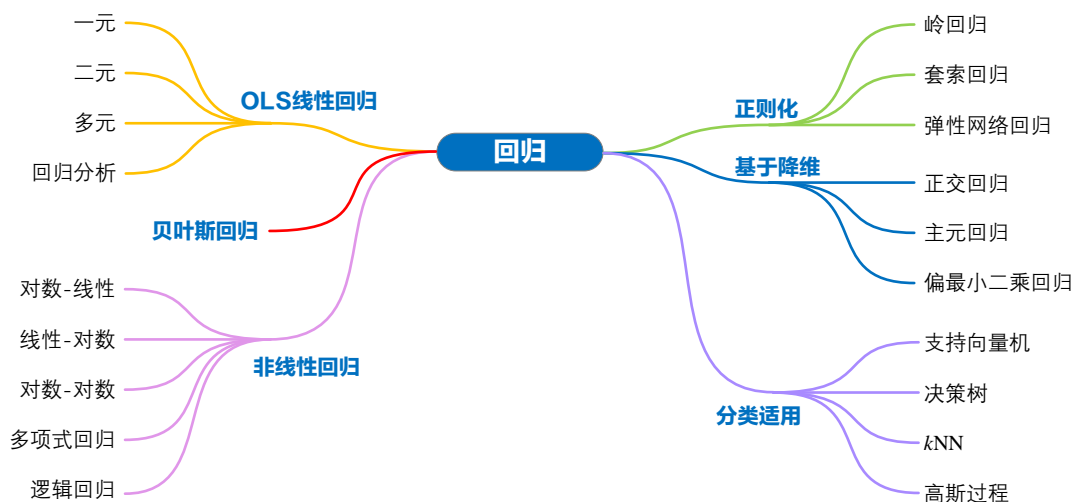 回归
OLS线性回归
一元
二元
多元
回归分析
贝叶斯回归
非线性回归
对数-线性
线性-对数
对数-对数
多项式回归
逻辑回归
正则化
岭回归
套索回归
弹性网络回归
基于降维
正交回归
主元回归
偏最小二乘回归
分类适用
支持向量机
决策树
kNN
高斯过程